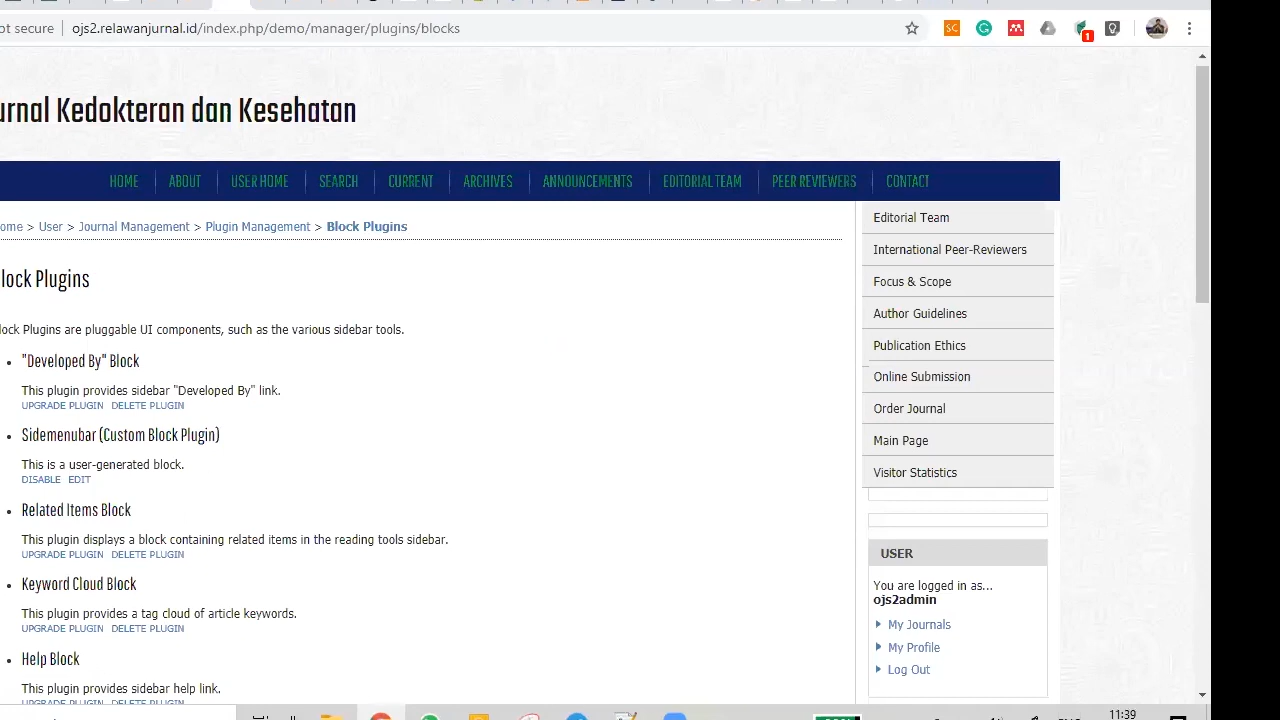 ot secure
ojs2.relawanjurnal.id/index.php/demo/manager/plugins/blocks
SC
1
urnal Kedokteran dan Kesehatan
HOME ABOUT USER HOME SEARCH CURRENT ARCHIVES ANNOUNCEMENTS EDITORIAL TEAM PEER REVIEWERS CONTACT
ome > User > Journal Management > Plugin Management > Block Plugins
lock Plugins
lock Plugins are pluggable UI components, such as the various sidebar tools.
• "Developed By" Block
This plugin provides sidebar "Developed By" link.
UPGRADE PLUGIN DELETE PLUGIN
• Sidemenubar (Custom Block Plugin)
This is a user-generated block.
DISABLE EDIT
• Related Items Block
This plugin displays a block containing related items in the reading tools sidebar.
UPGRADE PLUGIN DELETE PLUGIN
• Keyword Cloud Block
This plugin provides a tag cloud of article keywords.
UPGRADE PLUGIN DELETE PLUGIN
• Help Block
This plugin provides sidebar help link.
UPGRADE PLUGIN DELETE PLUGIN
Editorial Team
International Peer-Reviewers
Focus & Scope
Author Guidelines
Publication Ethics
Online Submission
Order Journal
Main Page
Visitor Statistics
USER
You are logged in as...
ojs2admin
My Journals
My Profile
Log Out
11:39